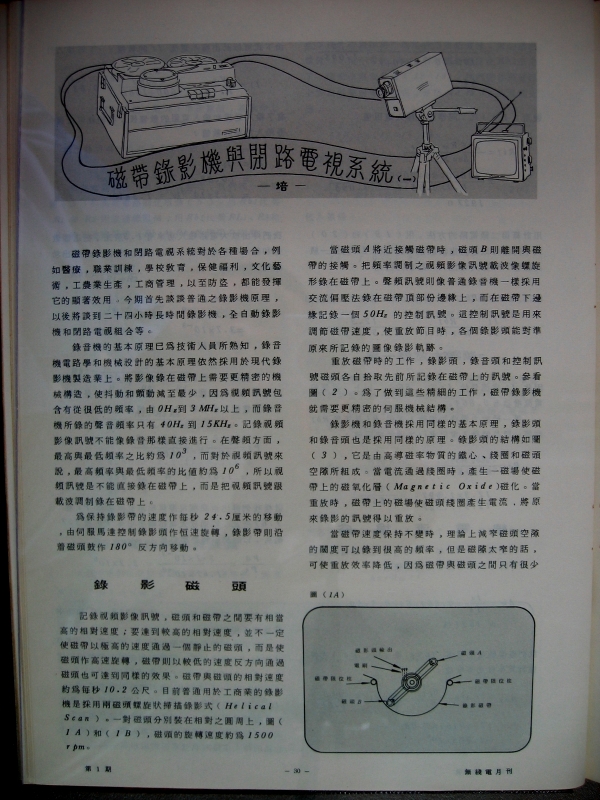 磁帶錄影機與閉路電視系統(一)
— 培 —
磁帶錄影機和閉路電視系統對於各種場合，例
如醫療，職業訓練，學校敎育，保健福利，文化藝
術，工農業生產，工商管理，以至防盜，都能發揮
它的顯著效用。今期首先談談普通之錄影機原理，
以後將談到二十四小時長時間錄影機，全自動錄影
機和閉路電視組合等。
錄音機的基本原理已爲技術人員所熟知，錄音
機電路學和機械設計的基本原理依然採用於現代錄
影機製造業上。將影像錄在磁帶上需要更精密的機
械構造，使抖動和顫動減至最少，因爲視頻訊號包
含有從很低的頻率，由0Hz到3MHz以上，而錄音
機所錄的聲音頻率只有40Hz到15KHz。記錄視頻
影像訊號不能像錄音那樣直接進行。在聲頻方面，
最高與最低頻率之比約爲10³，而對於視頻訊號來
說，最高頻率與最低頻率的比值約爲10⁶，所以視
頻訊號是不能直接錄在磁帶上，而是把視頻訊號跟
載波調制錄在磁帶上。
爲保持錄影帶的速度作每秒24.5厘米的移動
，由伺服馬達控制錄影頭作恒速旋轉，錄影帶則沿
着磁頭鼓作180°反方向移動。
錄影磁頭
記錄視頻影像訊號，磁頭和磁帶之間要有相當
高的相對速度；要達到較高的相對速度，並不一定
使磁帶以極高的速度通過一個靜止的磁頭，而是使
磁頭作高速旋轉，磁帶則以較低的速度反方向通過
磁頭也可達到同樣的效果。磁帶與磁頭的相對速度
約爲每秒10.2公尺。目前普通用於工商業的錄影
機是採用兩磁頭螺旋狀掃描錄影式(Helical
Scan)。一對磁頭分別裝在相對之圓周上，圖(
1A)和(1B)，磁頭的旋轉速度約爲1500
rpm。
當磁頭A將近接觸磁帶時，磁頭B則離開與磁
帶的接觸。把頻率調制之視頻影像訊號載波像螺旋
形錄在磁帶上。聲頻訊號則像普通錄音機一樣採用
交流偏壓法錄在磁帶頂部份邊緣上，而在磁帶下邊
緣記錄一個50Hz的控制訊號。這控制訊號是用來
調節磁帶速度，使重放節目時，各個錄影頭能對準
原來所記錄的圖像錄影軌跡。
重放磁帶時的工作，錄影頭，錄音頭和控制訊
號磁頭各自拾取先前所記錄在磁帶上的訊號。參看
圖(2)。爲了做到這些精細的工作，磁帶錄影機
就需要更精密的伺服機械結構。
錄影機和錄音機採用同樣的基本原理，錄影頭
和錄音頭也是採用同樣的原理。錄影頭的結構如圖
(3)，它是由高導磁率物質的鐵心、綫圈和磁頭
空隙所組成。當電流通過綫圈時，產生一磁場使磁
帶上的磁氧化層(Magnetic Oxide)磁化。當
重放時，磁帶上的磁場使磁頭綫圈產生電流，將原
來錄影的訊號得以重放。
當磁帶速度保持不變時，理論上減窄磁頭空隙
的闊度可以錄到很高的頻率，但是磁隙太窄的話，
可使重放效率降低，因爲磁帶與磁頭之間只有很少
圖(1A)
磁影頭輸出
電刷
磁帶限位柱
磁頭B
磁頭A
磁帶限位柱
磁影磁帶
第1期
— 30 —
無綫電月刊